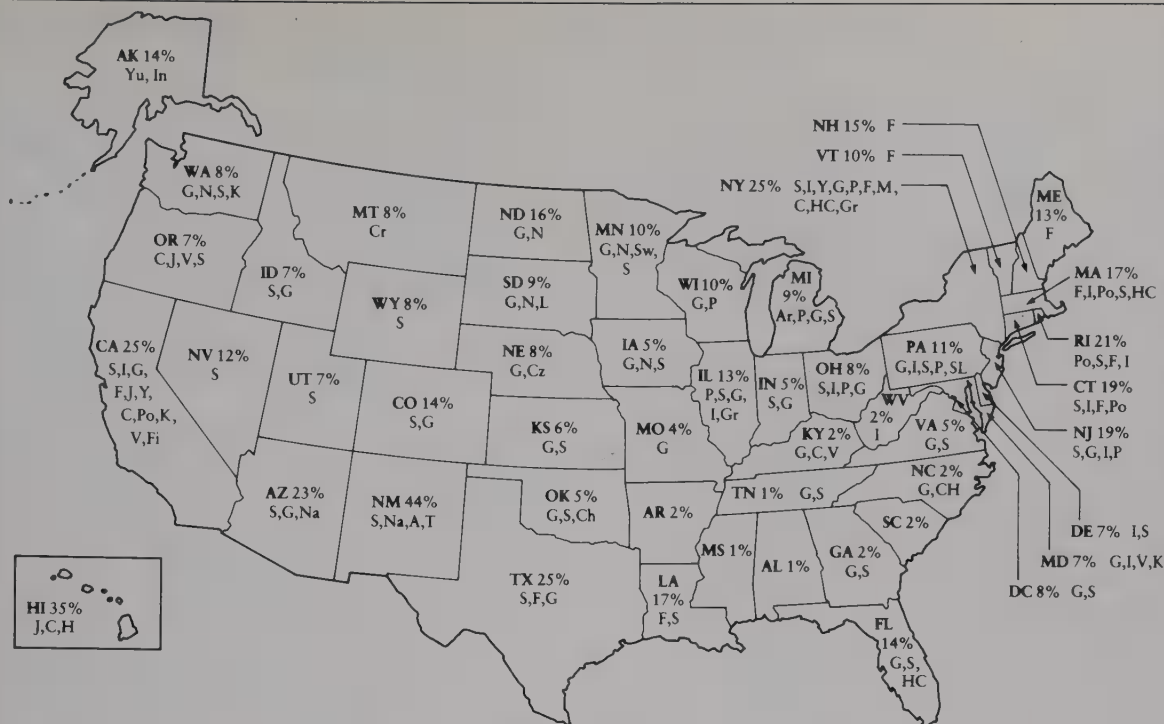 AK 14%
Yu, In
NH 15% F
VT 10% F
NY 25% S,I,Y,G,P,F,M,
C,HC,Gr
ME
13%
F
MA 17%
F,I,Po,S,HC
RI 21%
Po,S,F,I
CT 19%
S,I,F,Po
NJ 19%
S,G,I,P
DE 7% I,S
MD 7% G,I,V,K
DC 8% G,S
WA 8%
G,N,S,K
OR 7%
C,J,V,S
ID 7%
S,G
MT 8%
Cr
WY 8%
S
ND 16%
G,N
SD 9%
G,N,L
NE 8%
G,Cz
KS 6%
G,S
MN 10%
G,N,Sw,
S
IA 5%
G,N,S
MO 4%
G
WI 10%
G,P
MI
9%
Ar,P,G,S
IL 13%
P,S,G,
I,Gr
IN 5%
S,G
OH 8%
S,I,P,G
PA 11%
G,I,S,P,SL
WV
2%
I
VA 5%
G,S
KY 2%
G,C,V
NC 2%
G,CH
TN 1% G,S
SC 2%
CA 25%
S,I,G,
F,J,Y,
C,Po,K,
V,Fi
NV 12%
S
UT 7%
S
CO 14%
S,G
AZ 23%
S,G,Na
NM 44%
S,Na,A,T
OK 5%
G,S,Ch
TX 25%
S,F,G
AR 2%
LA
17%
F,S
MS 1%
AL 1%
GA 2%
G,S
FL
14%
G,S,
HC
HI 35%
J,C,H